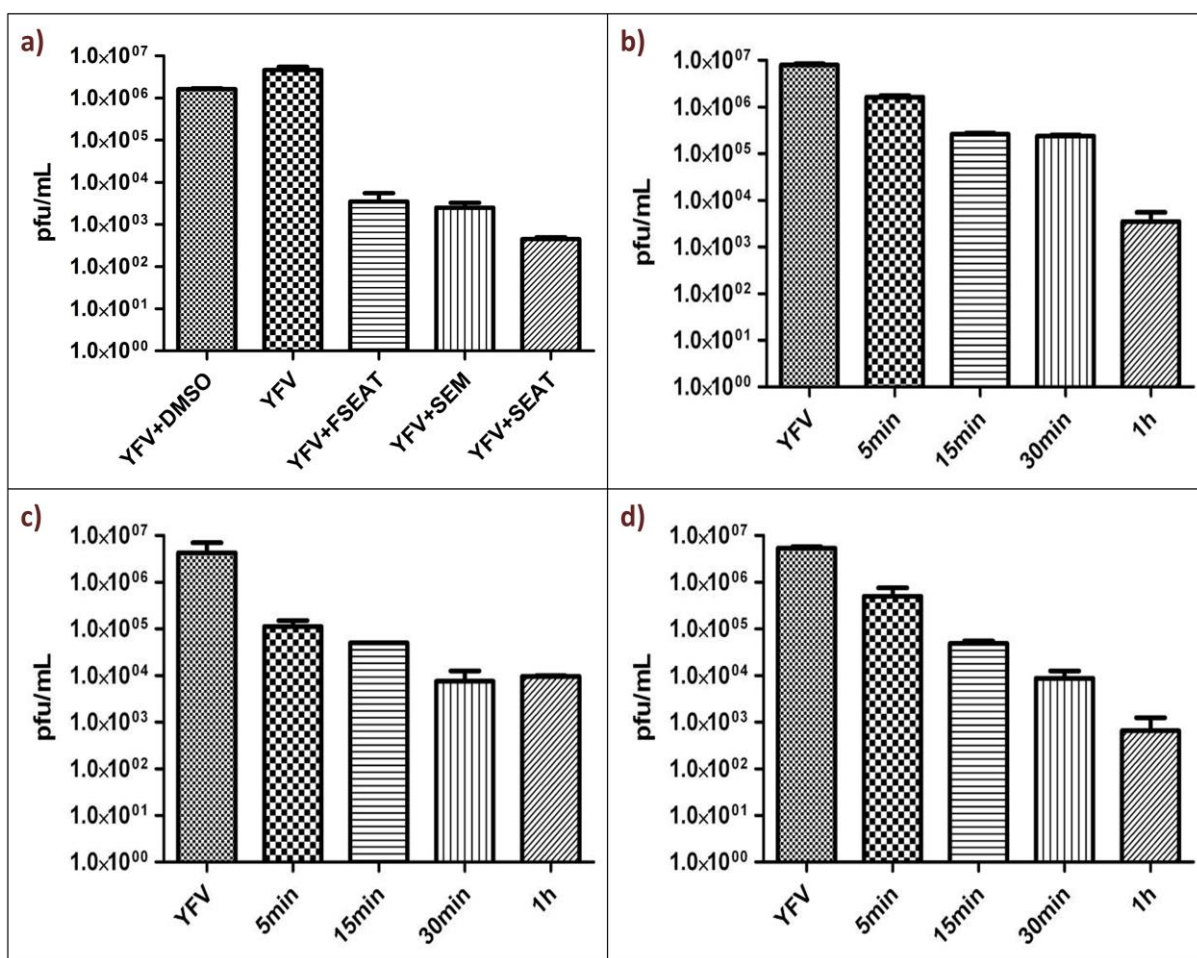 a)
pfu/mL
1.0×10⁰⁷
1.0×10⁰⁶
1.0×10⁰⁵
1.0×10⁰⁴
1.0×10⁰³
1.0×10⁰²
1.0×10⁰¹
1.0×10⁰⁰
YFV+DMSO
YFV
YFV+FSEAT
YFV+SEM
YFV+SEAT
b)
pfu/mL
1.0×10⁰⁷
1.0×10⁰⁶
1.0×10⁰⁵
1.0×10⁰⁴
1.0×10⁰³
1.0×10⁰²
1.0×10⁰¹
1.0×10⁰⁰
YFV
5min
15min
30min
1h
c)
pfu/mL
1.0×10⁰⁷
1.0×10⁰⁶
1.0×10⁰⁵
1.0×10⁰⁴
1.0×10⁰³
1.0×10⁰²
1.0×10⁰¹
1.0×10⁰⁰
YFV
5min
15min
30min
1h
d)
pfu/mL
1.0×10⁰⁷
1.0×10⁰⁶
1.0×10⁰⁵
1.0×10⁰⁴
1.0×10⁰³
1.0×10⁰²
1.0×10⁰¹
1.0×10⁰⁰
YFV
5min
15min
30min
1h